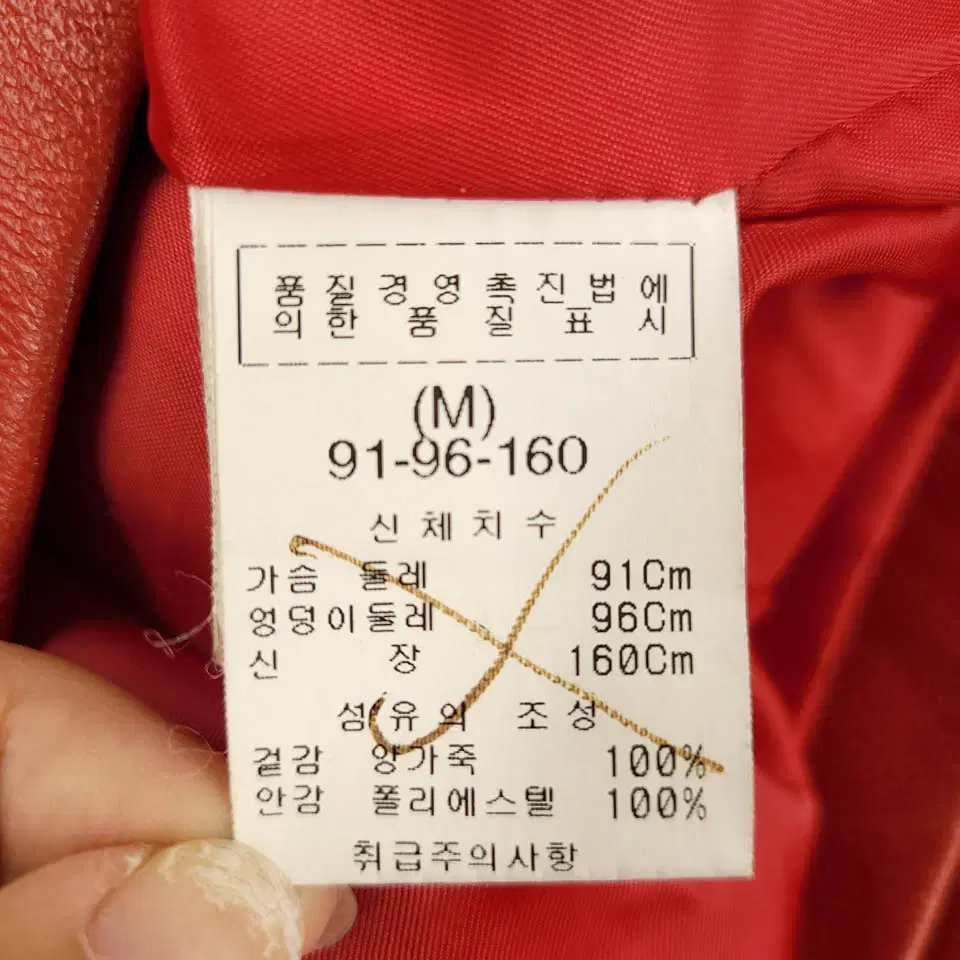 품 질 경 영 촉 진 법 에
의 한 품 질 표 시
(M)
91-96-160
신 체 치 수
가슴 둘레 91Cm
엉덩이둘레 96Cm
신 장 160Cm
섬유의 조성
겉감 양가죽 100%
안감 폴리에스텔 100%
취급주의사항